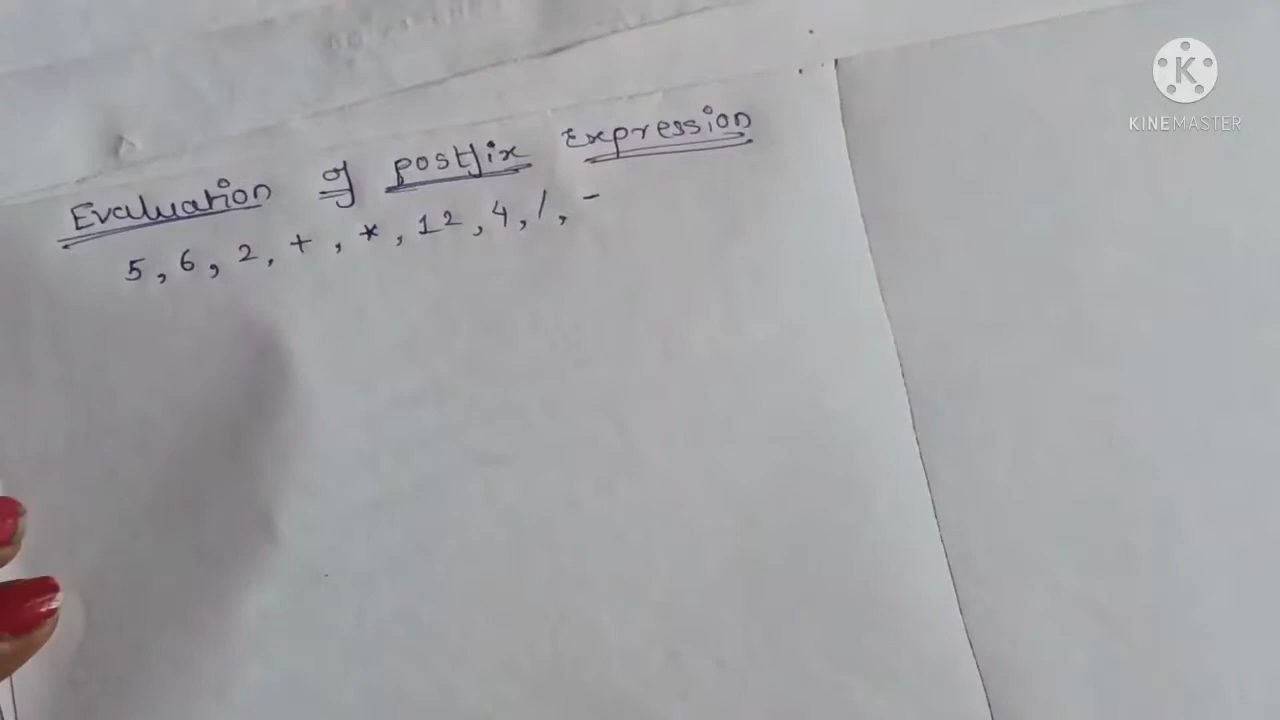 KINEMASTER
Evaluation of postfix Expression
5, 6, 2, +, *, 12, 4, /, -